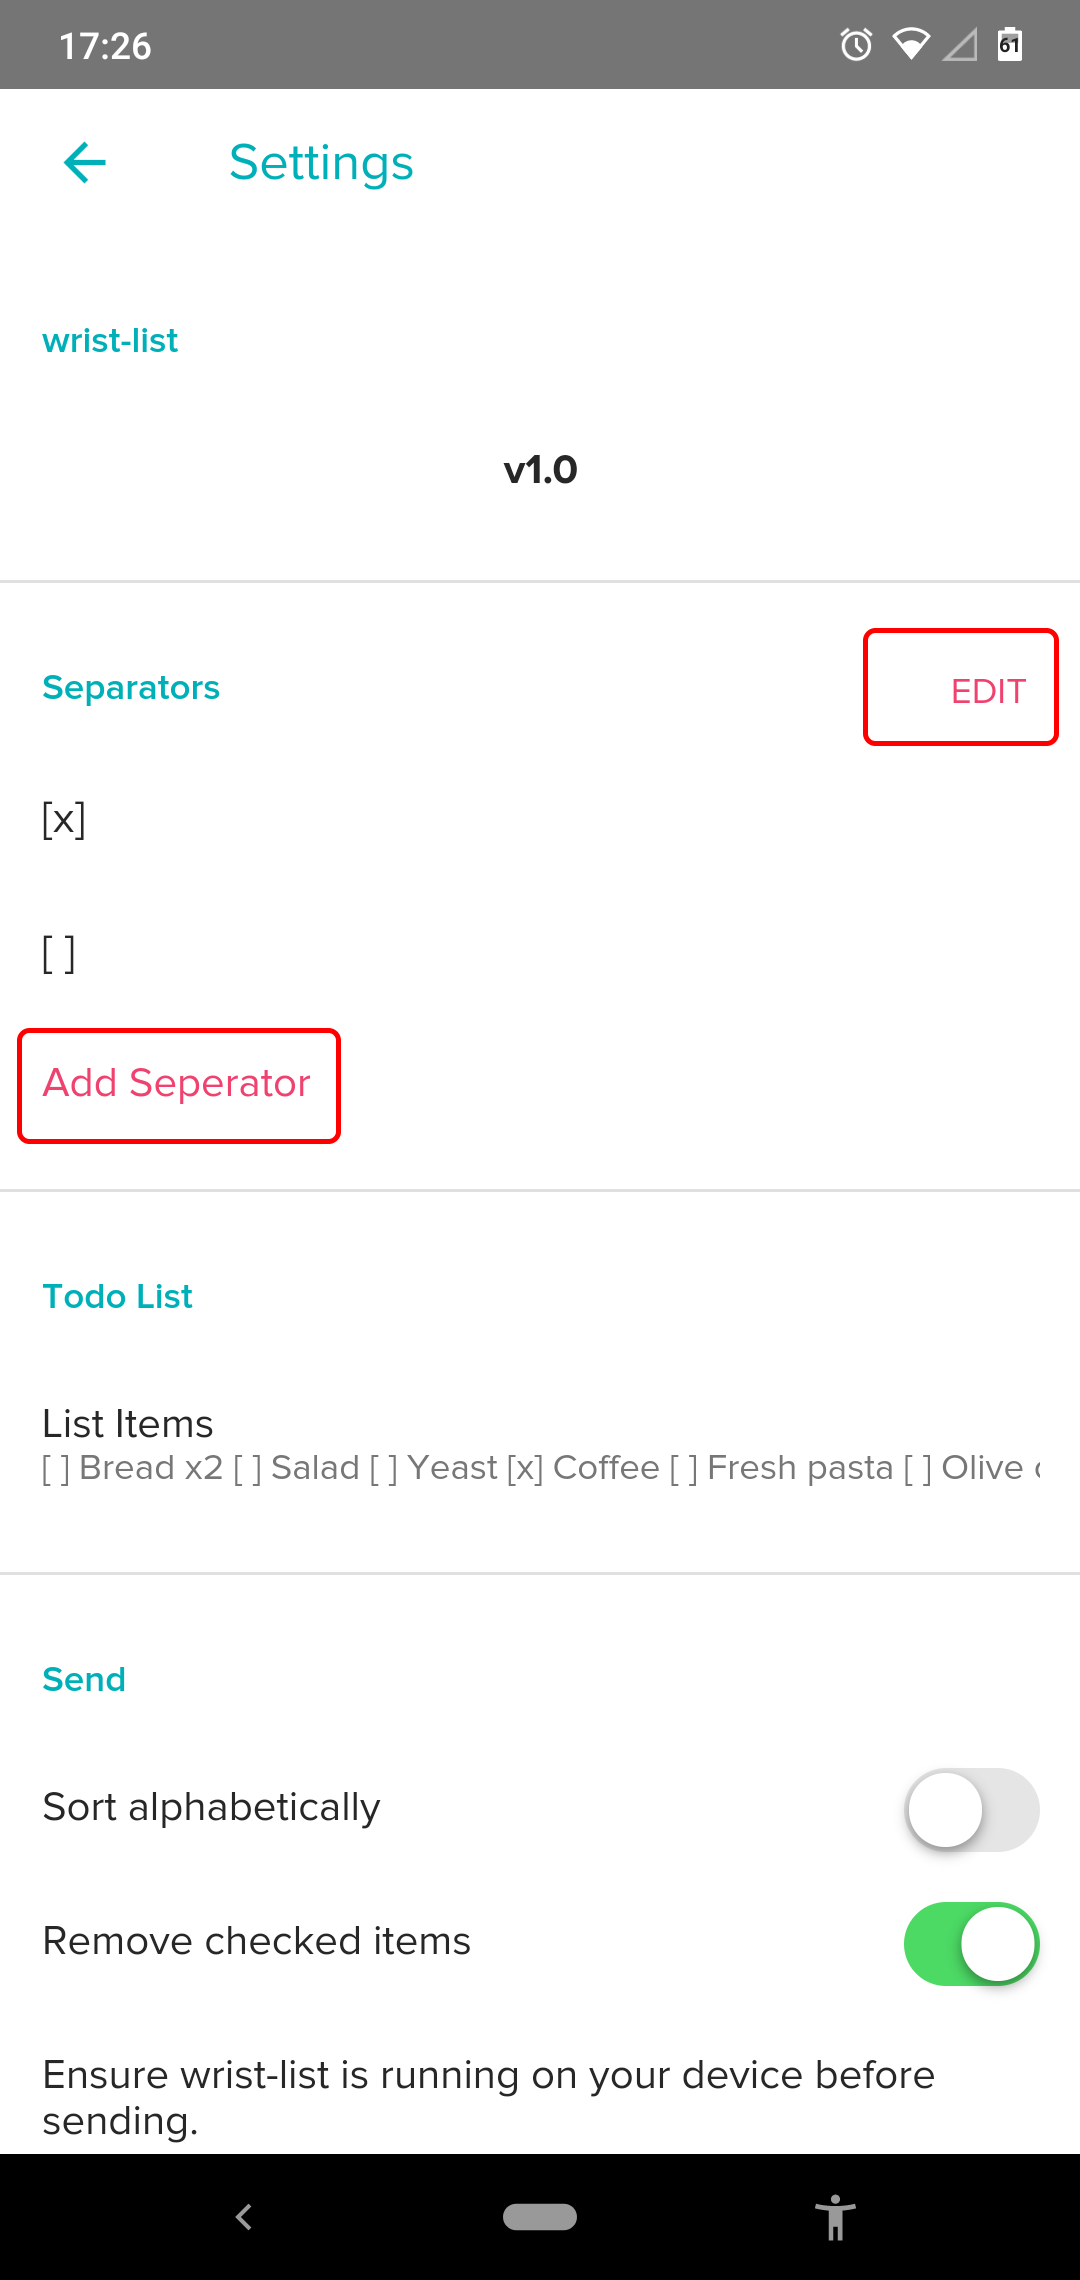 17:26
61
Settings
wrist-list
v1.0
Separators
EDIT
[x]
[ ]
Add Seperator
Todo List
List Items
[ ] Bread x2 [ ] Salad [ ] Yeast [x] Coffee [ ] Fresh pasta [ ] Olive
Send
Sort alphabetically
Remove checked items
Ensure wrist-list is running on your device before
sending.